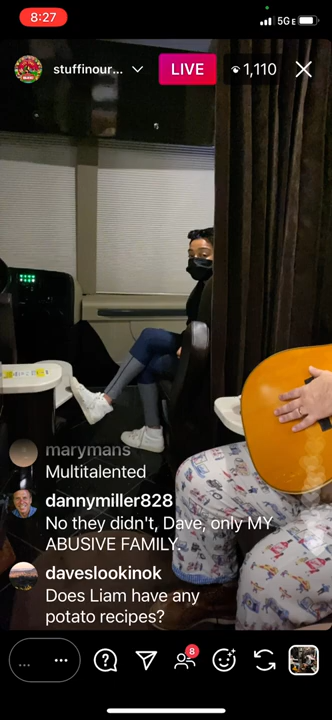 8:27
5GE
stuffinour...
LIVE
1,110
marymans
Multitalented
dannymiller828
No they didn't, Dave, only MY
ABUSIVE FAMILY.
daveslookinok
Does Liam have any
potato recipes?
...
8